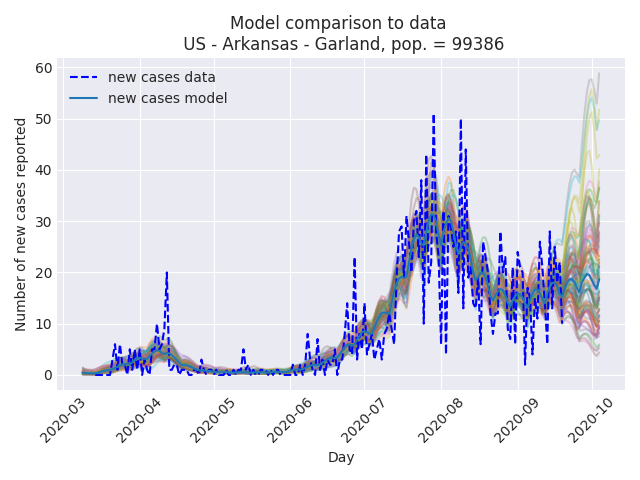 Model comparison to data
US - Arkansas - Garland, pop. = 99386
new cases data
new cases model
Number of new cases reported
60
50
40
30
20
10
0
2020-03
2020-04
2020-05
2020-06
2020-07
2020-08
2020-09
2020-10
Day